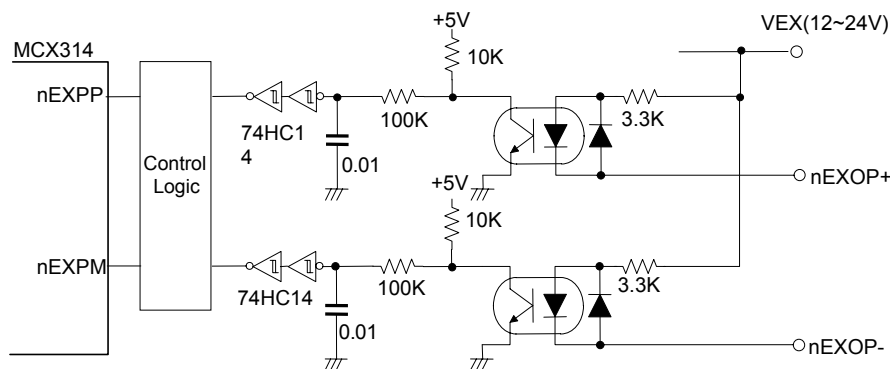 VEX(12~24V)
+5V
MCX314
10K
nEXPP
100K
3.3K
74HC1
4
0.01
Control
Logic
nEXOP+
+5V
10K
nEXPM
100K
3.3K
74HC14
0.01
nEXOP-